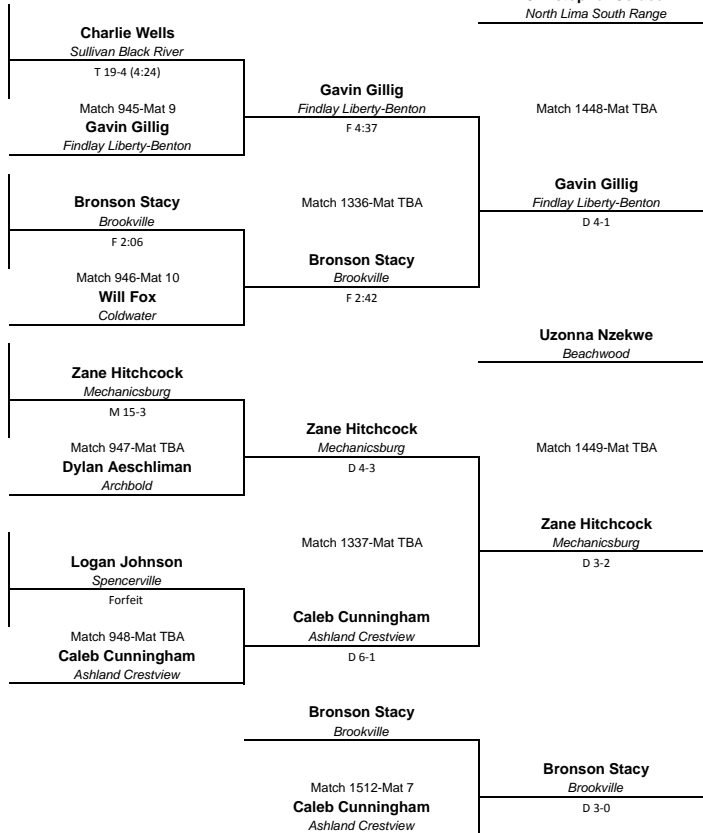 North Lima South Range
Charlie Wells
Sullivan Black River
T 19-4 (4:24)
Match 945-Mat 9
Gavin Gillig
Findlay Liberty-Benton
Gavin Gillig
Findlay Liberty-Benton
F 4:37
Match 1448-Mat TBA
Bronson Stacy
Brookville
F 2:06
Match 946-Mat 10
Will Fox
Coldwater
Match 1336-Mat TBA
Bronson Stacy
Brookville
F 2:42
Gavin Gillig
Findlay Liberty-Benton
D 4-1
Uzonna Nzekwe
Beachwood
Zane Hitchcock
Mechanicsburg
M 15-3
Match 947-Mat TBA
Dylan Aeschliman
Archbold
Zane Hitchcock
Mechanicsburg
D 4-3
Match 1449-Mat TBA
Logan Johnson
Spencerville
Forfeit
Match 948-Mat TBA
Caleb Cunningham
Ashland Crestview
Match 1337-Mat TBA
Caleb Cunningham
Ashland Crestview
D 6-1
Zane Hitchcock
Mechanicsburg
D 3-2
Bronson Stacy
Brookville
Match 1512-Mat 7
Caleb Cunningham
Ashland Crestview
Bronson Stacy
Brookville
D 3-0